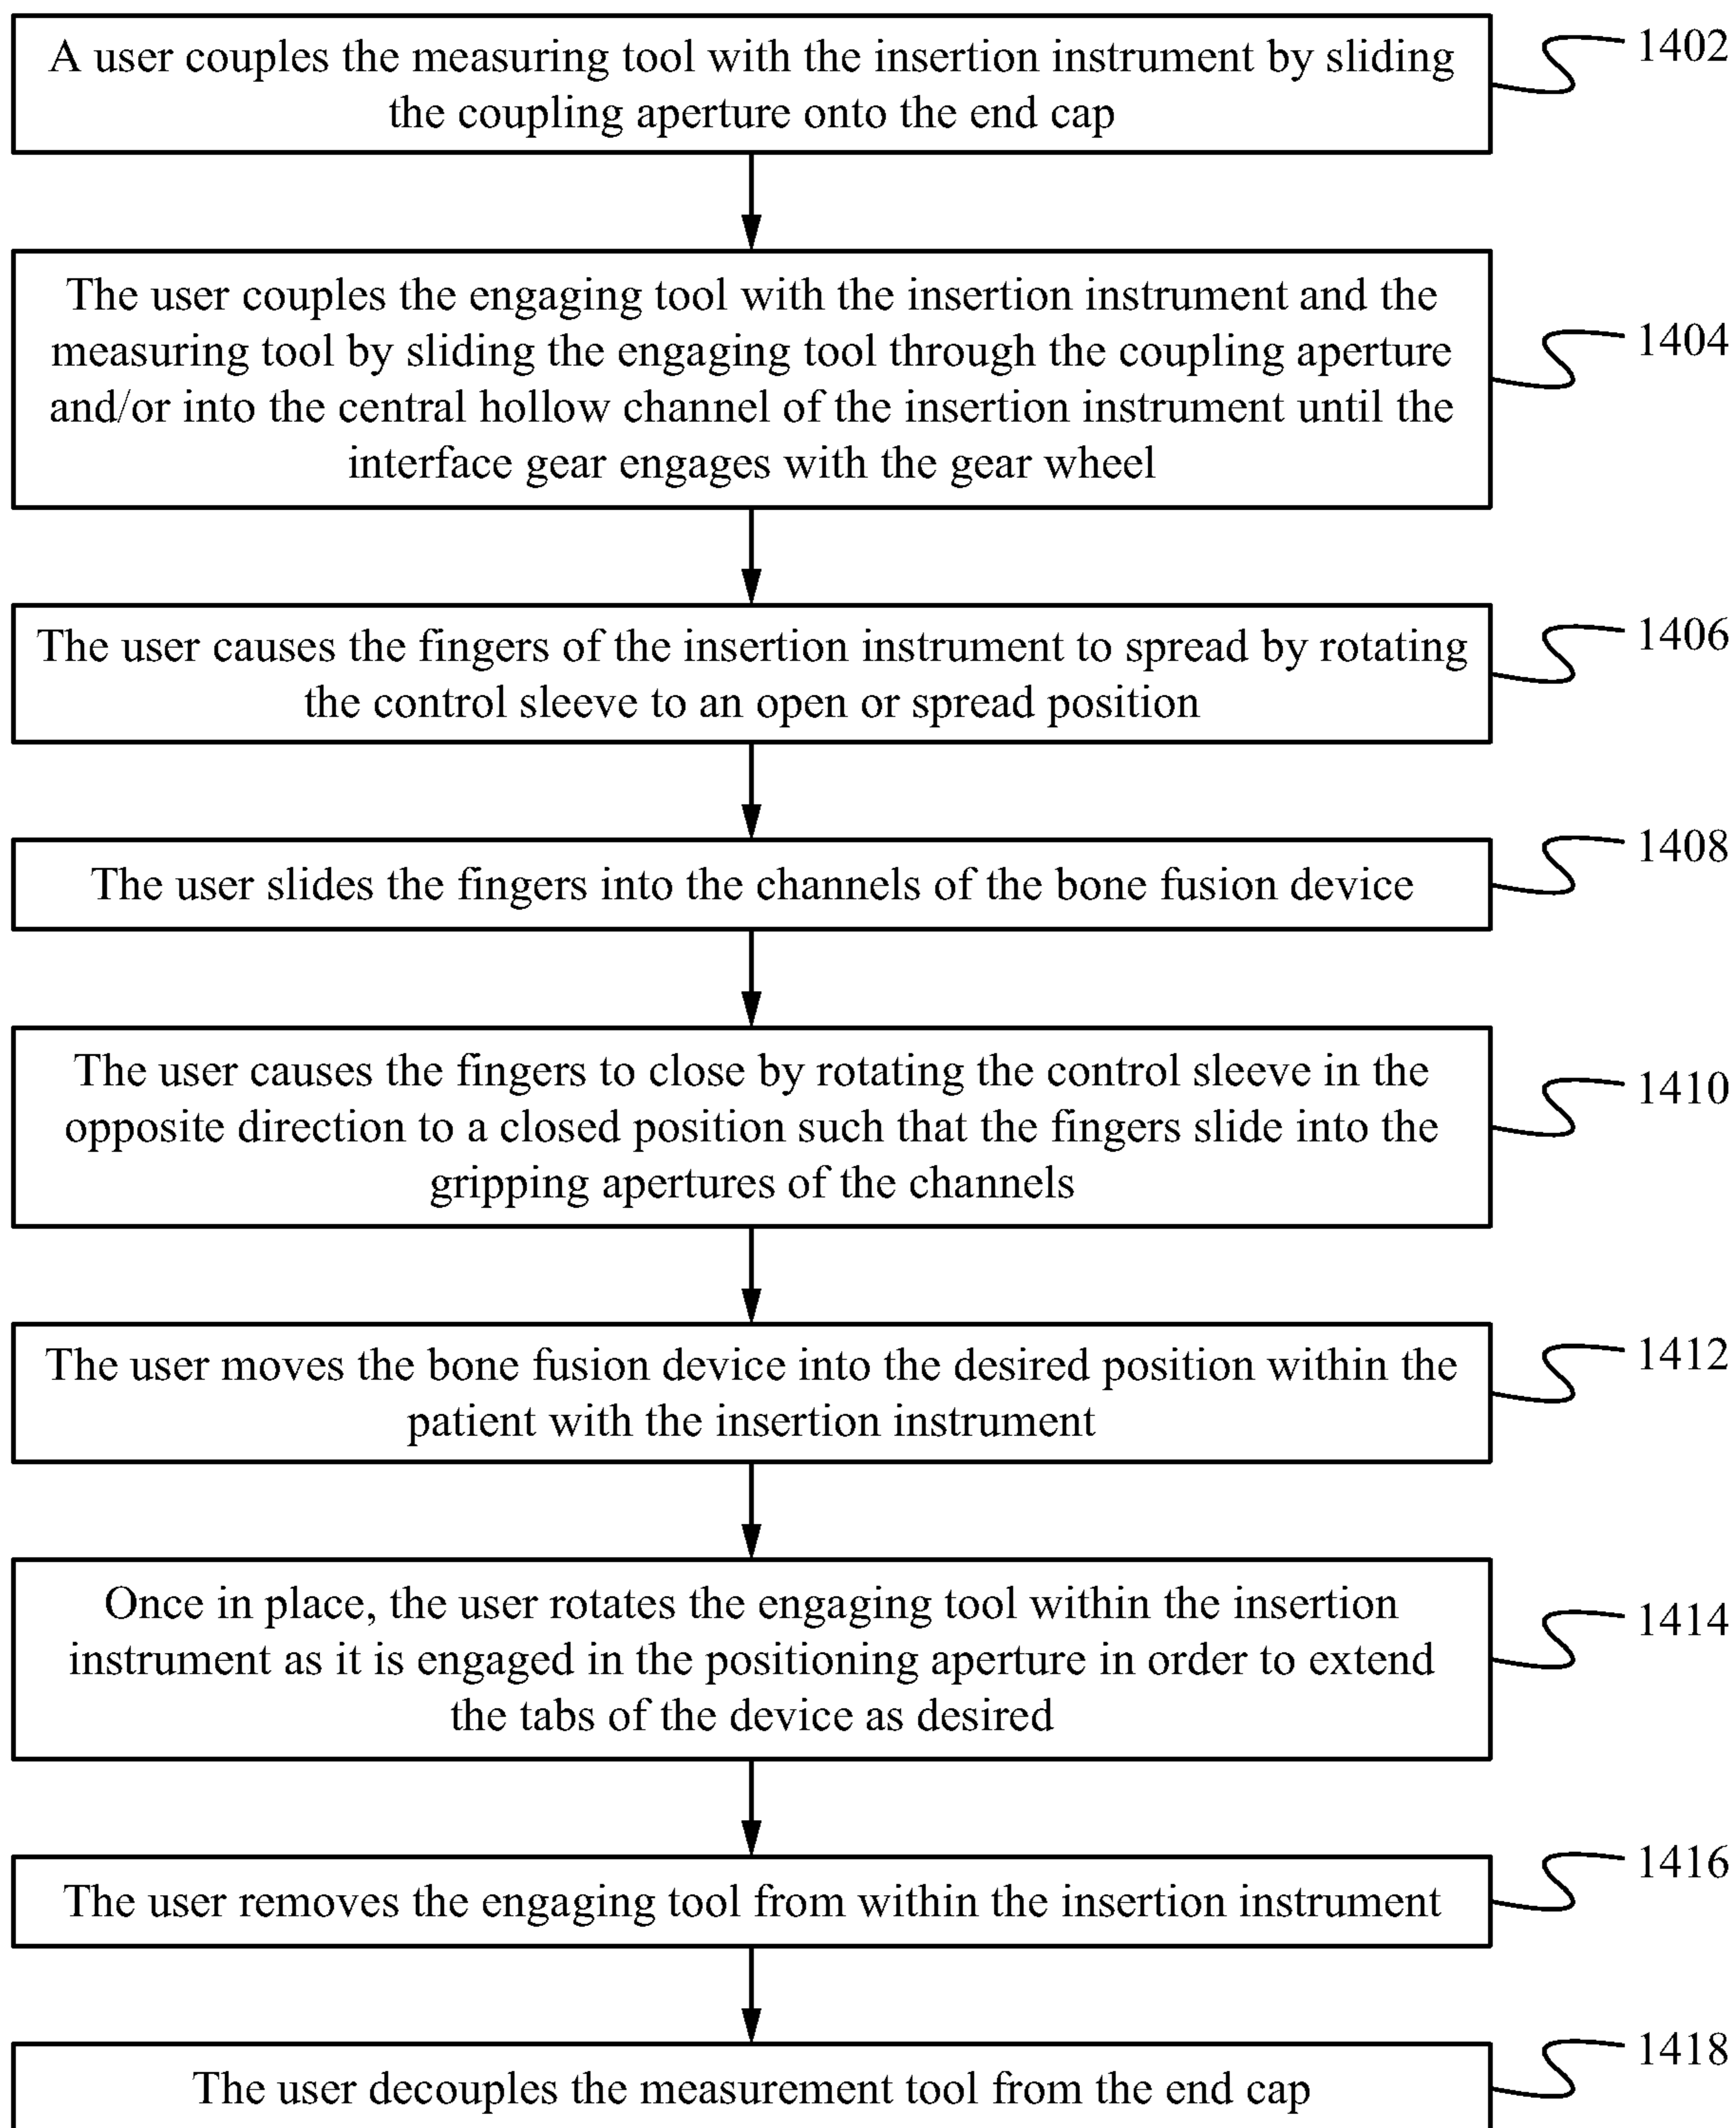 A user couples the measuring tool with the insertion instrument by sliding
the coupling aperture onto the end cap
1402
The user couples the engaging tool with the insertion instrument and the
measuring tool by sliding the engaging tool through the coupling aperture
and/or into the central hollow channel of the insertion instrument until the
interface gear engages with the gear wheel
1404
The user causes the fingers of the insertion instrument to spread by rotating
the control sleeve to an open or spread position
1406
The user slides the fingers into the channels of the bone fusion device
1408
The user causes the fingers to close by rotating the control sleeve in the
opposite direction to a closed position such that the fingers slide into the
gripping apertures of the channels
1410
The user moves the bone fusion device into the desired position within the
patient with the insertion instrument
1412
Once in place, the user rotates the engaging tool within the insertion
instrument as it is engaged in the positioning aperture in order to extend
the tabs of the device as desired
1414
The user removes the engaging tool from within the insertion instrument
1416
The user decouples the measurement tool from the end cap
1418